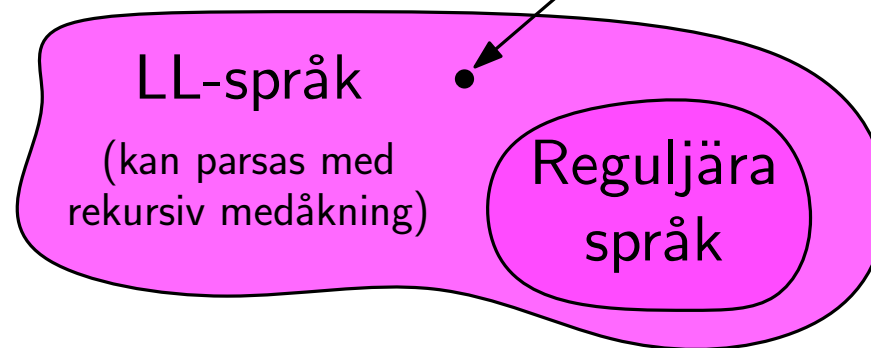 LL-språk
(kan parsas med
rekursiv medåkning)
Reguljära
språk